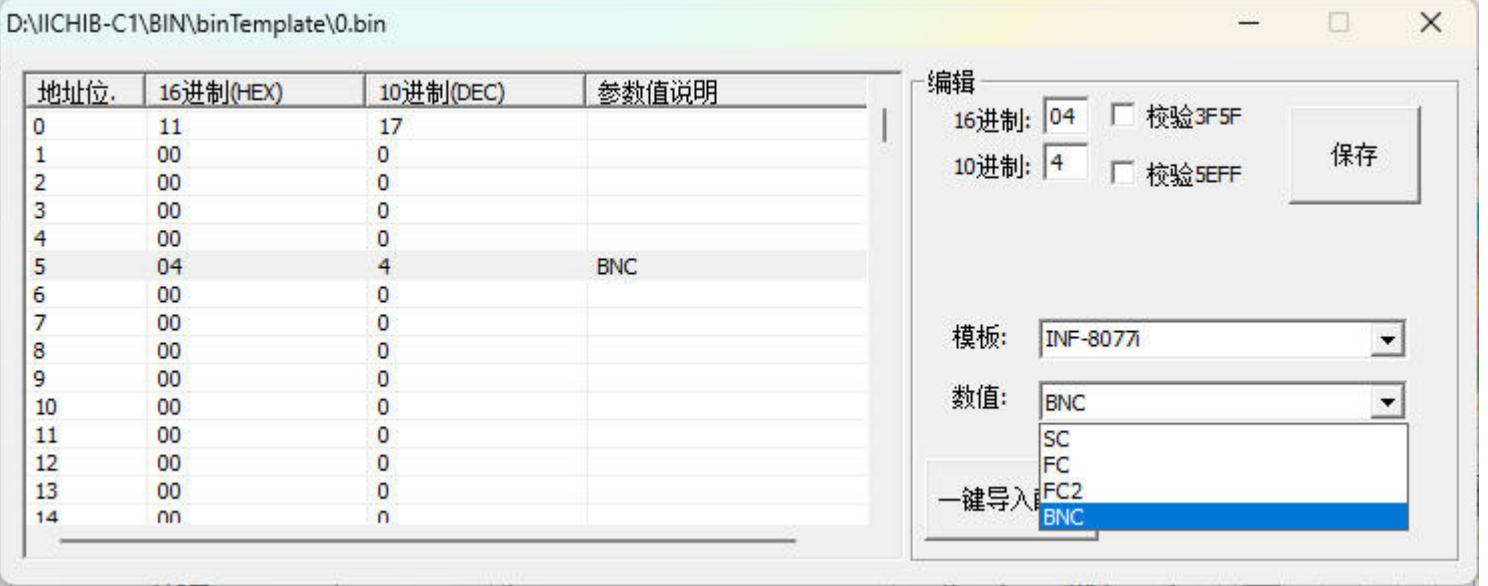 D:\IICHIB-C1\BIN\binTemplate\0.bin
地址位. 16进制(HEX) 10进制(DEC) 参数值说明
0 11 17
1 00 0
2 00 0
3 00 0
4 00 0
5 04 4 BNC
6 00 0
7 00 0
8 00 0
9 00 0
10 00 0
11 00 0
12 00 0
13 00 0
14 00 0
编辑
16进制: 04 校验3F5F
10进制: 4 校验5EFF
保存
模板: INF-8077i
数值: BNC
SC
FC
FC2
BNC
一键导入